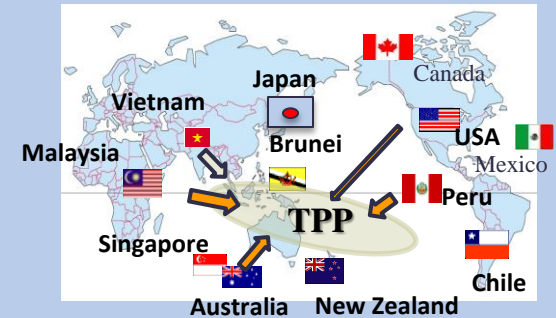 Canada
Japan
Vietnam
USA
Brunei
Malaysia
Mexico
Peru
TPP
Singapore
Chile
Australia
New Zealand